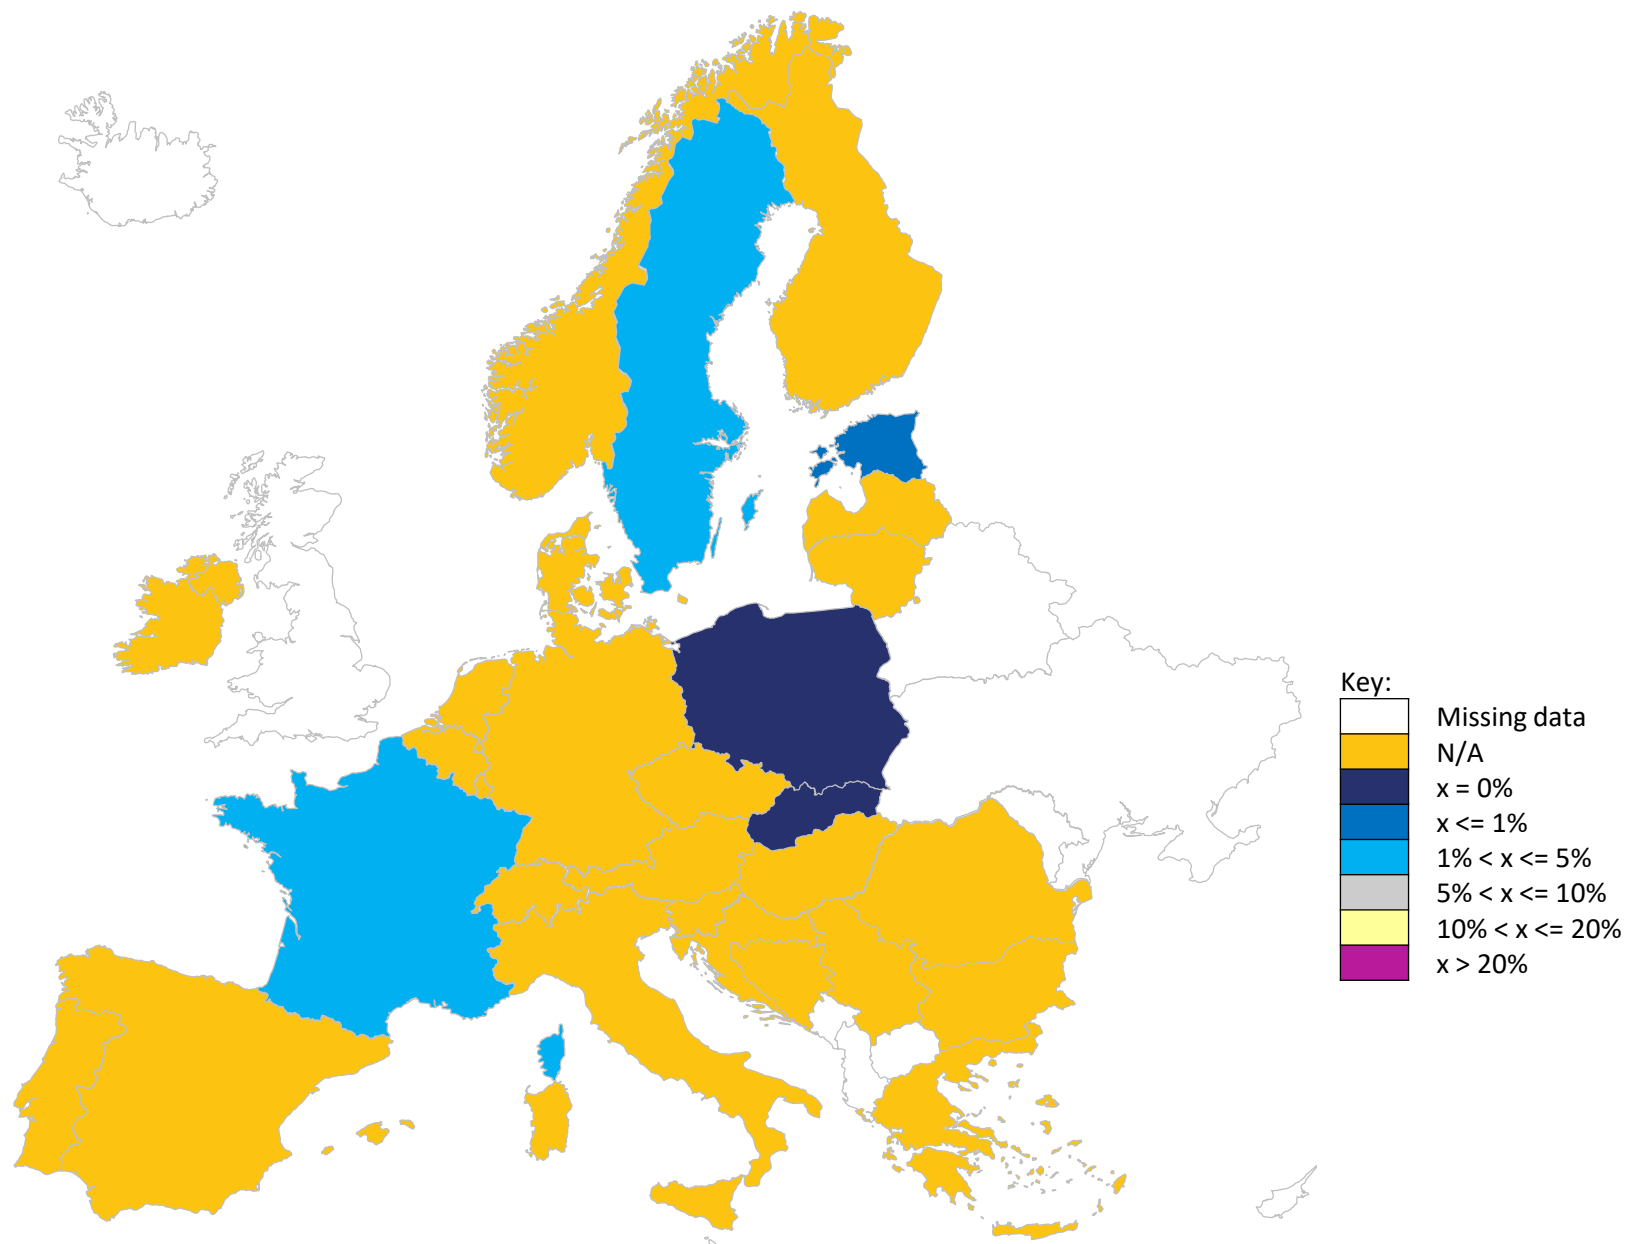 Key:
Missing data
N/A
x = 0%
x <= 1%
1% < x <= 5%
5% < x <= 10%
10% < x <= 20%
x > 20%